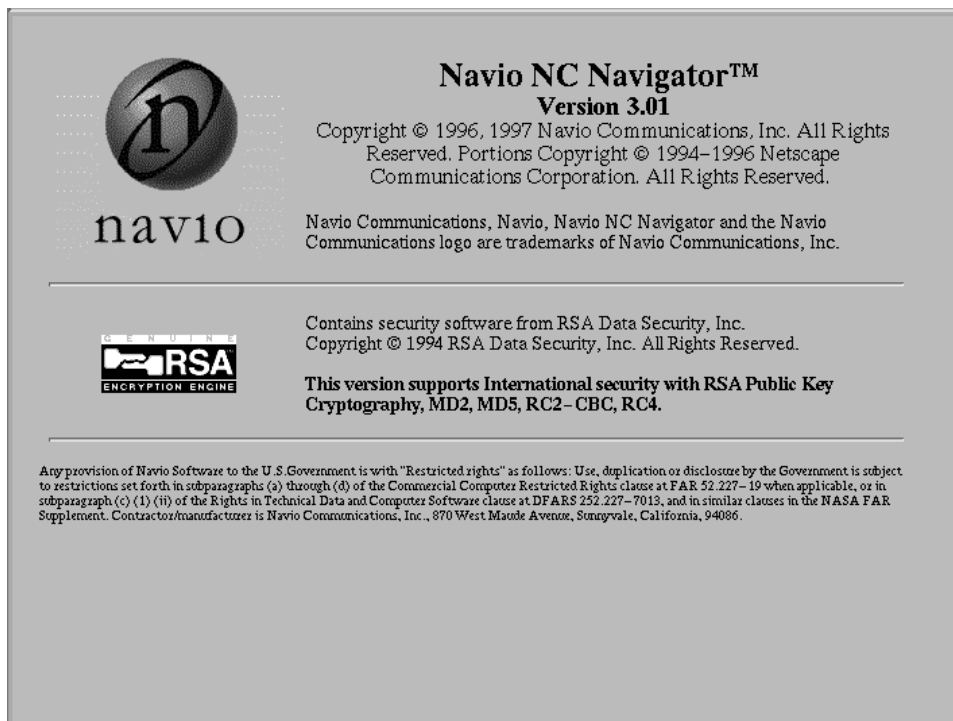 Navio NC Navigator™
Version 3.01
Copyright © 1996, 1997 Navio Communications, Inc. All Rights
Reserved. Portions Copyright © 1994–1996 Netscape
Communications Corporation. All Rights Reserved.
n
navio
Navio Communications, Navio, Navio NC Navigator and the Navio
Communications logo are trademarks of Navio Communications, Inc.
GENUINE
RSA
ENCRYPTION ENGINE
Contains security software from RSA Data Security, Inc.
Copyright © 1994 RSA Data Security, Inc. All Rights Reserved.
This version supports International security with RSA Public Key
Cryptography, MD2, MD5, RC2–CBC, RC4.
Any provision of Navio Software to the U.S.Government is with "Restricted rights" as follows: Use, duplication or disclosure by the Government is subject
to restrictions set forth in subparagraphs (a) through (d) of the Commercial Computer Restricted Rights clause at FAR 52.227–19 when applicable, or in
subparagraph (c) (1) (ii) of the Rights in Technical Data and Computer Software clause at DFARS 252.227–7013, and in similar clauses in the NASA FAR
Supplement. Contractor/manufacturer is Navio Communications, Inc., 870 West Maude Avenue, Sunnyvale, California, 94086.